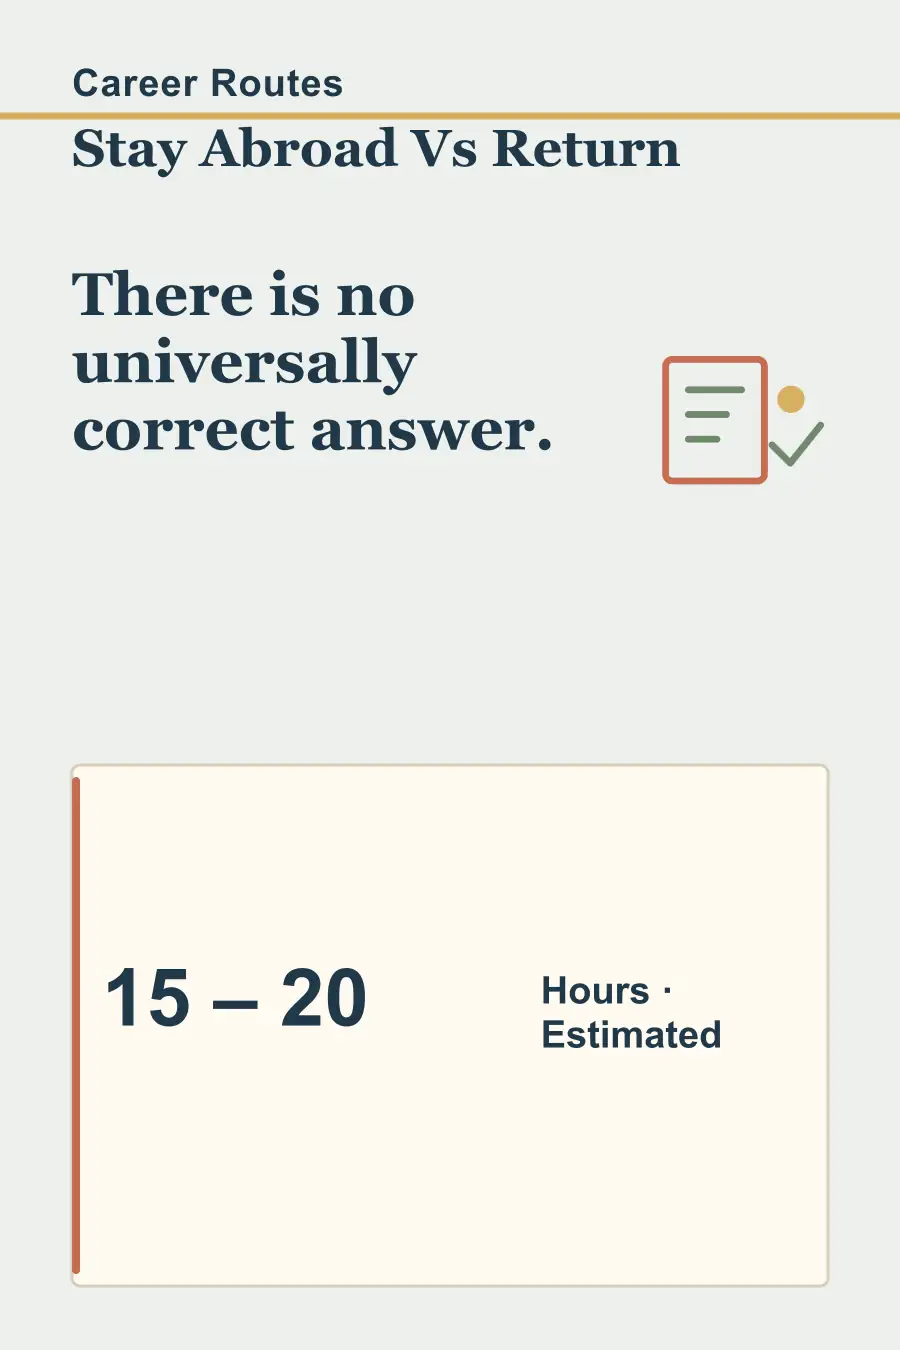 Career Routes
Stay Abroad Vs Return
There is no
universally
correct answer.
15 – 20
Hours ·
Estimated